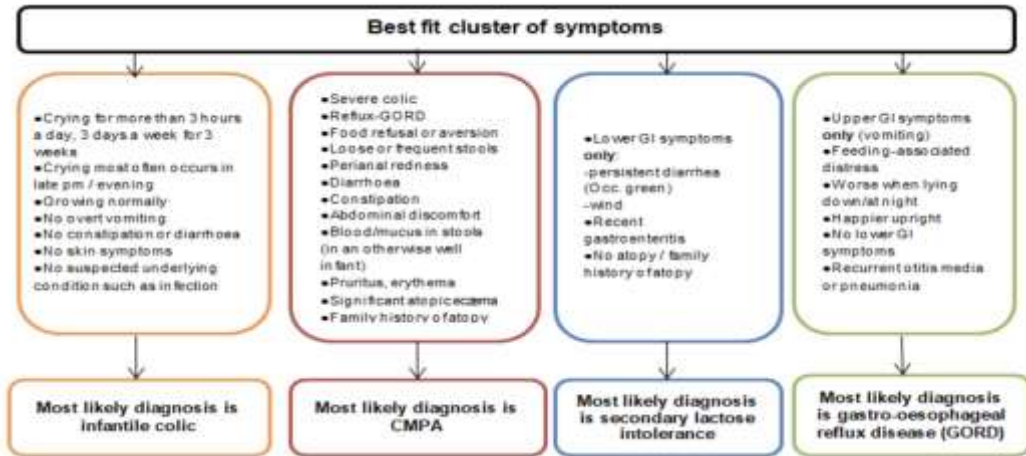 Best fit cluster of symptoms
●Crying for more than 3 hours
a day, 3 days a week for 3
weeks
●Crying most often occurs in
late pm / evening
●Growing normally
●No overt vomiting
●No constipation or diarrhoea
●No skin symptoms
●No suspected underlying
condition such as infection
●Severe colic
●Reflux-GORD
●Food refusal or aversion
●Loose or frequent stools
●Perianal redness
●Diarrhoea
●Constipation
●Abdominal discomfort
●Blood/mucus in stools
(in an otherwise well
infant)
●Pruritus, erythema
●Significant atopic eczema
●Family history of atopy
●Lower GI symptoms
only:
-persistent diarrhea
(Occ. green)
-wind
●Recent
gastroenteritis
●No atopy / family
history of atopy
●Upper GI symptoms
only (vomiting)
●Feeding-associated
distress
●Worse when lying
down/at night
●Happier upright
●No lower GI
symptoms
●Recurrent otitis media
or pneumonia
Most likely diagnosis is
infantile colic
Most likely diagnosis is
CMPA
Most likely diagnosis
is secondary lactose
intolerance
Most likely diagnosis
is gastro-oesophageal
reflux disease (GORD)